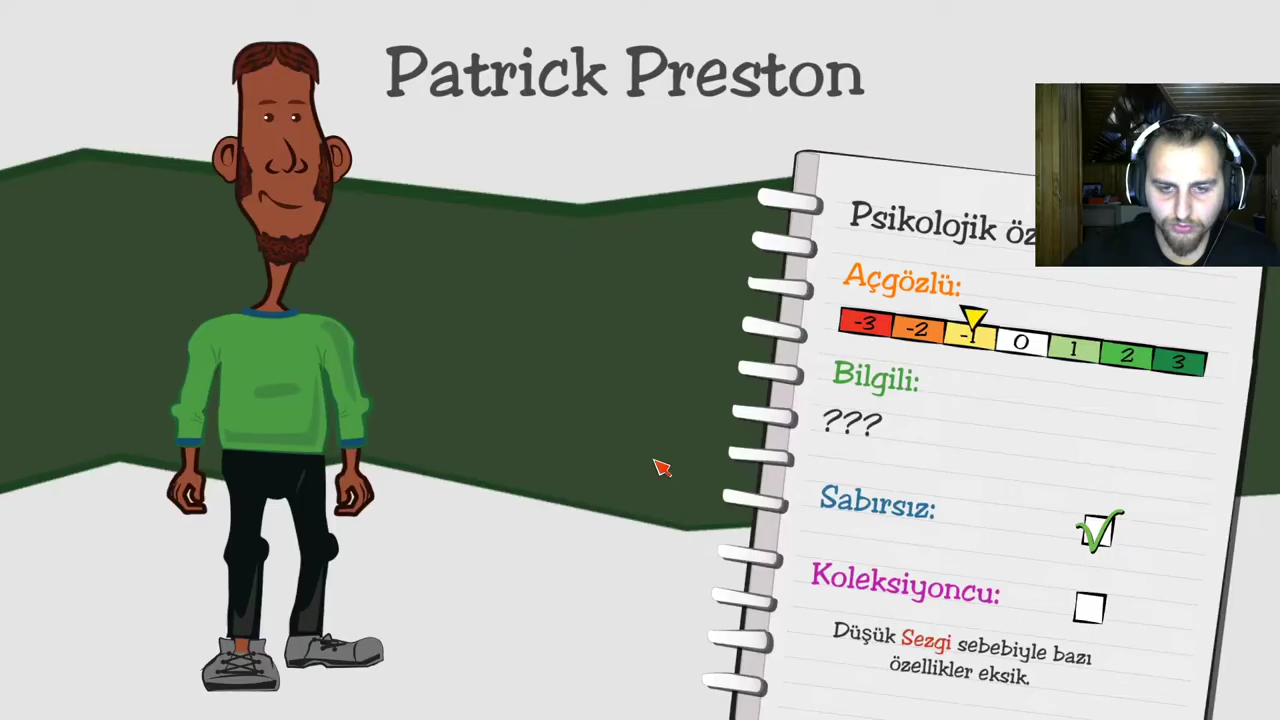 Patrick Preston
Psikolojik öz
Açgözlü:
-3 -2 -1 0 1 2 3
Bilgili:
???
Sabırsız:
Koleksiyoncu:
Düşük Sezgi sebebiyle bazı
özellikler eksik.